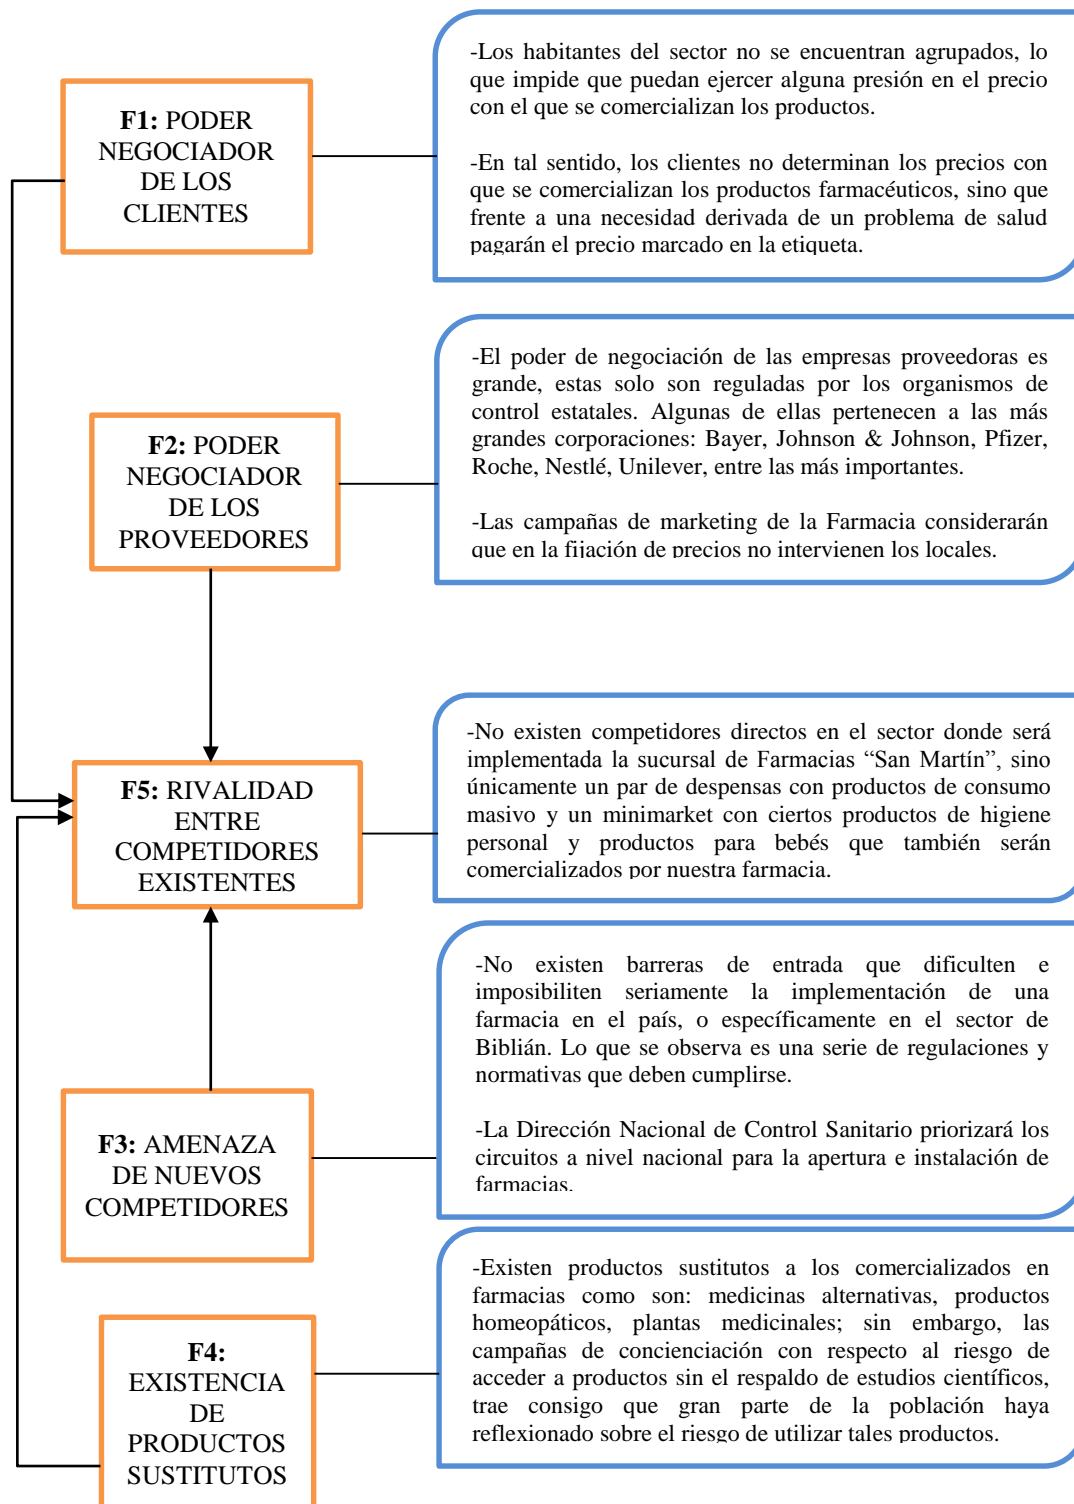 F1: PODER
NEGOCIADOR
DE LOS
CLIENTES
-Los habitantes del sector no se encuentran agrupados, lo
que impide que puedan ejercer alguna presión en el precio
con el que se comercializan los productos.
-En tal sentido, los clientes no determinan los precios con
que se comercializan los productos farmacéuticos, sino que
frente a una necesidad derivada de un problema de salud
pagarán el precio marcado en la etiqueta.
F2: PODER
NEGOCIADOR
DE LOS
PROVEEDORES
-El poder de negociación de las empresas proveedoras es
grande, estas solo son reguladas por los organismos de
control estatales. Algunas de ellas pertenecen a las más
grandes corporaciones: Bayer, Johnson & Johnson, Pfizer,
Roche, Nestlé, Unilever, entre las más importantes.
-Las campañas de marketing de la Farmacia considerarán
que en la fijación de precios no intervienen los locales.
F5: RIVALIDAD
ENTRE
COMPETIDORES
EXISTENTES
-No existen competidores directos en el sector donde será
implementada la sucursal de Farmacias “San Martín”, sino
únicamente un par de despensas con productos de consumo
masivo y un minimarket con ciertos productos de higiene
personal y productos para bebés que también serán
comercializados por nuestra farmacia.
F3: AMENAZA
DE NUEVOS
COMPETIDORES
-No existen barreras de entrada que dificulten e
imposibiliten seriamente la implementación de una
farmacia en el país, o específicamente en el sector de
Biblián. Lo que se observa es una serie de regulaciones y
normativas que deben cumplirse.
-La Dirección Nacional de Control Sanitario priorizará los
circuitos a nivel nacional para la apertura e instalación de
farmacias.
F4:
EXISTENCIA
DE
PRODUCTOS
SUSTITUTOS
-Existen productos sustitutos a los comercializados en
farmacias como son: medicinas alternativas, productos
homeopáticos, plantas medicinales; sin embargo, las
campañas de concienciación con respecto al riesgo de
acceder a productos sin el respaldo de estudios científicos,
trae consigo que gran parte de la población haya
reflexionado sobre el riesgo de utilizar tales productos.